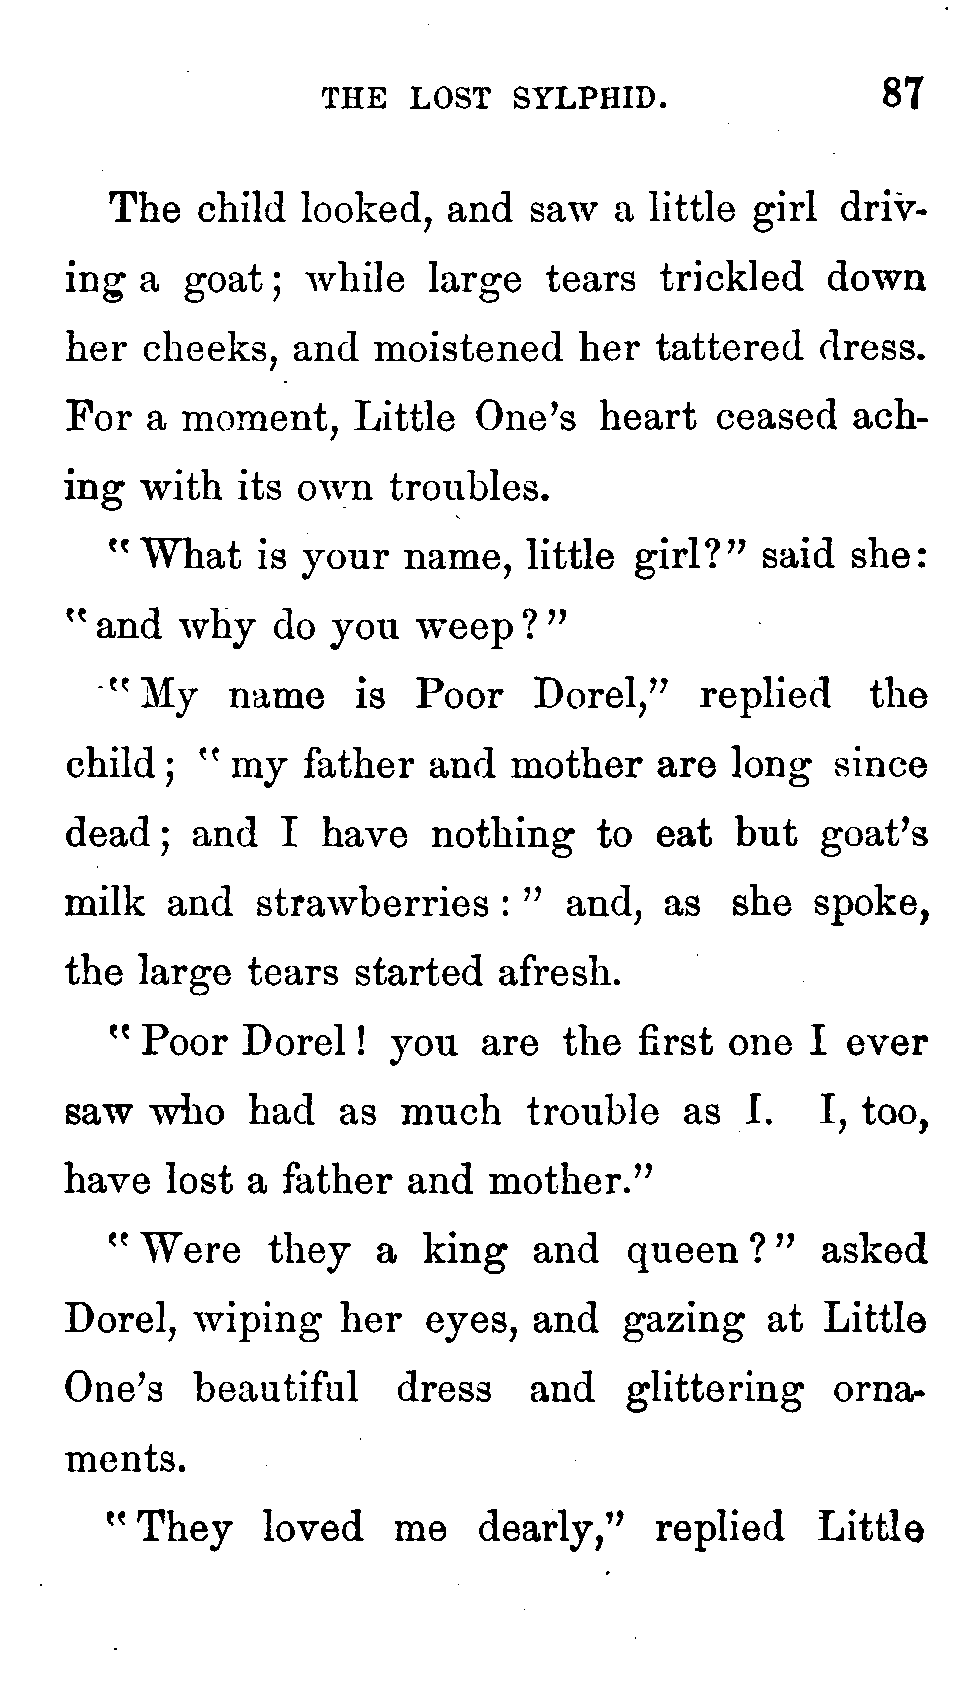 THE LOST SYLPHID. 87
The child looked, and saw a little girl driv-
ing a goat; while large tears trickled down
her cheeks, and moistened her tattered dress.
For a moment, Little One's heart ceased ach-
ing with its own troubles.
"What is your name, little girl?" said she:
"and why do you weep?"
"My name is Poor Dorel," replied the
child; "my father and mother are long since
dead; and I have nothing to eat but goat's
milk and strawberries:" and, as she spoke,
the large tears started afresh.
"Poor Dorel! you are the first one I ever
saw who had as much trouble as I. I, too,
have lost a father and mother."
"Were they a king and queen?" asked
Dorel, wiping her eyes, and gazing at Little
One's beautiful dress and glittering orna-
ments.
"They loved me dearly," replied Little